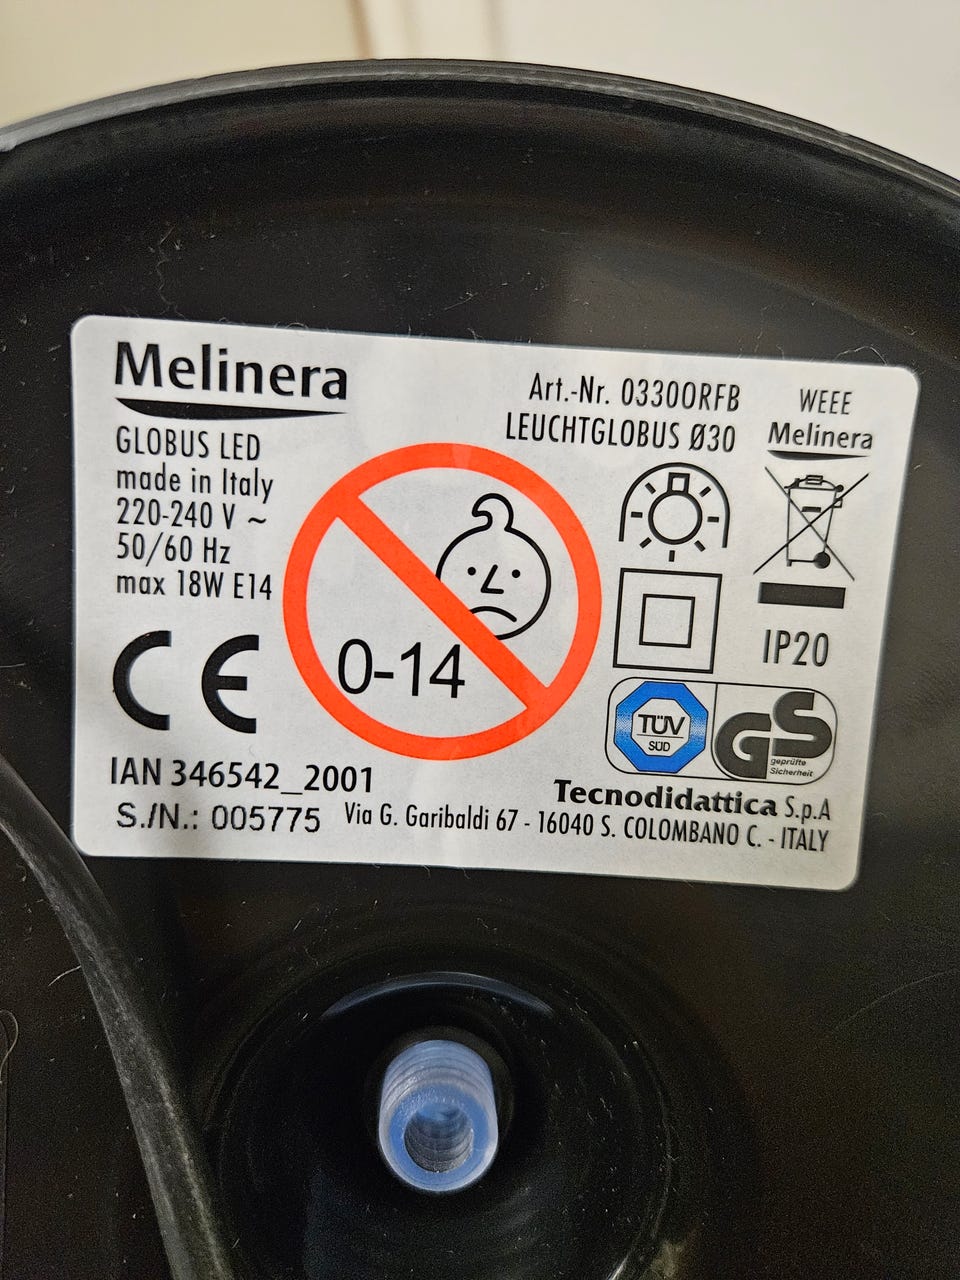 Melinera
GLOBUS LED
made in Italy
220-240 V ~
50/60 Hz
max 18W E14
CE
0-14
Art.-Nr. 03300RFB
LEUCHTGLOBUS Ø30
WEEE
Melinera
IP20
TÜV
SÜD
GS
geprüfte
Sicherheit
IAN 346542_2001
S./N.: 005775
Tecnodidattica S.p.A
Via G. Garibaldi 67 - 16040 S. COLOMBANO C. - ITALY